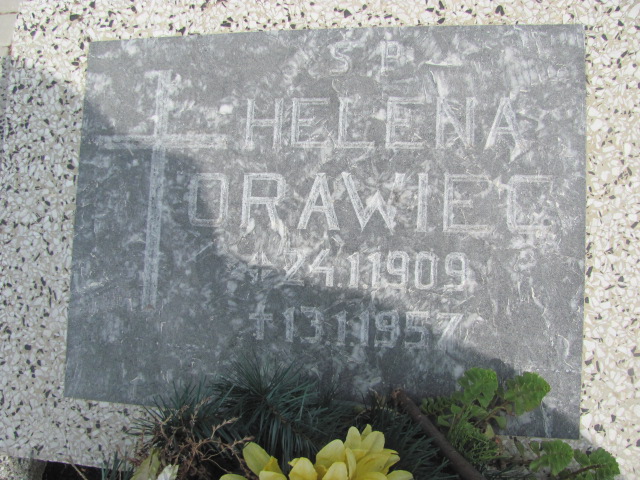 S P
HELENA
ORAWIEC
* 24.1.1909
✝ 13.1.1957